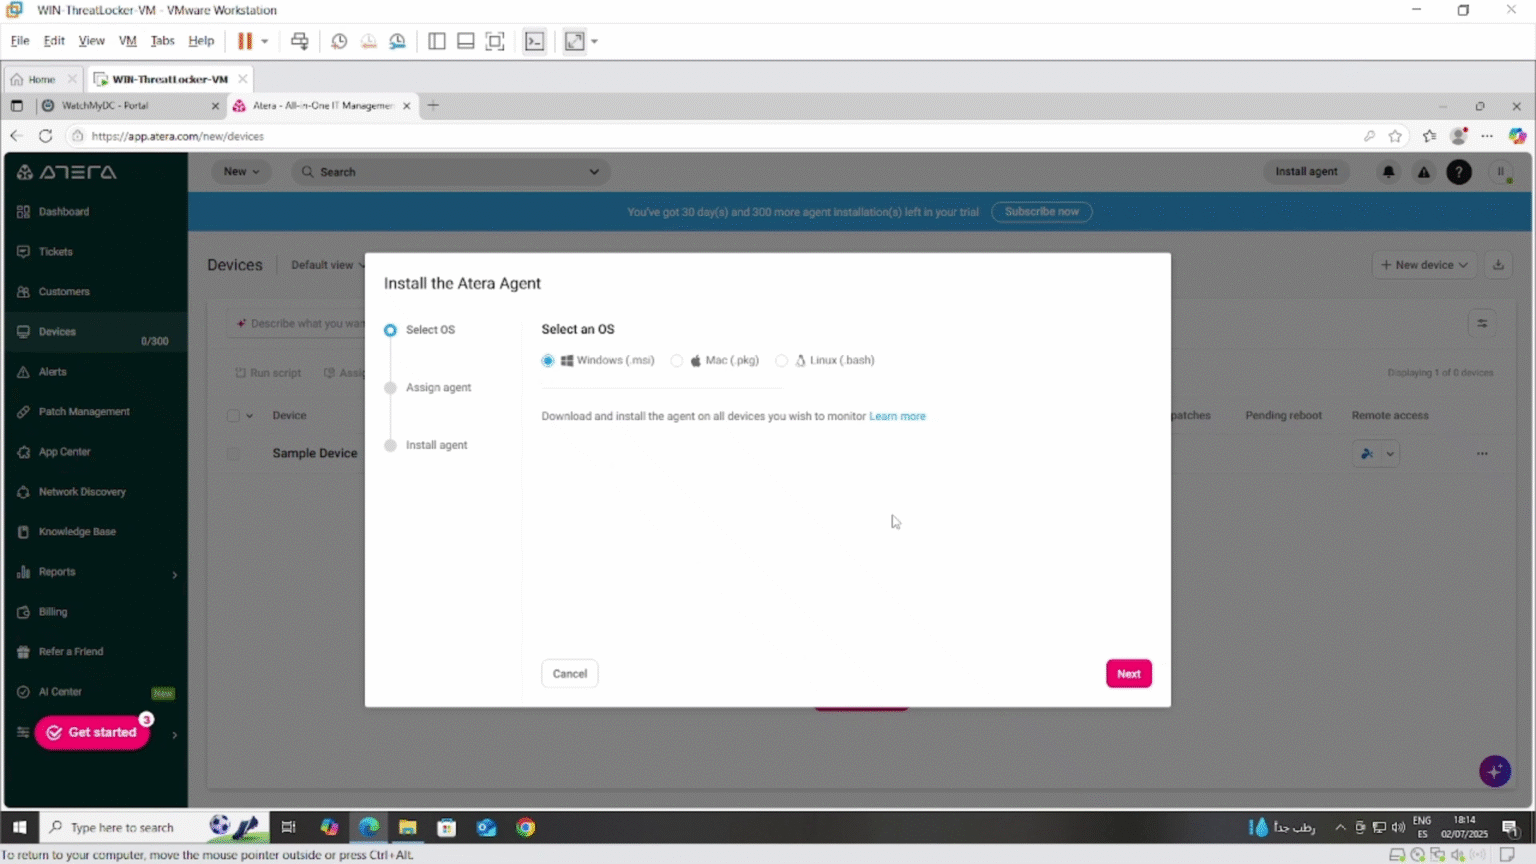 WIN-ThreatLocker-VM - VMware Workstation
File Edit View VM Tabs Help
Home WIN-ThreatLocker-VM
WatchMyDC - Portal Atera - All-in-One IT Managemen
https://app.atera.com/new/devices
ATERA New Search Install agent ?
Dashboard
You've got 30 day(s) and 300 more agent installation(s) left in your trial Subscribe now
Tickets
Devices Default view + New device
Install the Atera Agent
Customers
Describe what you wan
Select OS Select an OS
Devices
0/300
Windows (.msi) Mac (.pkg) Linux (.bash)
Alerts
Run script Assig Displaying 1 of 0 devices
Assign agent
Patch Management
Device patches Pending reboot Remote access
Download and install the agent on all devices you wish to monitor Learn more
Install agent
App Center
Sample Device
Network Discovery
Knowledge Base
Reports
Billing
Refer a Friend
Cancel Next
AI Center New
Get started 3
Type here to search
رطب جداً
ENG
ES
18:14
02/07/2025
To return to your computer, move the mouse pointer outside or press Ctrl+Alt.